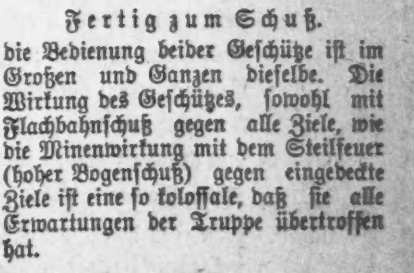 Fertig zum Schuß.
die Bedienung beider Geschütze ist im
Großen und Ganzen dieselbe. Die
Wirkung des Geschützes, sowohl mit
Flachbahnschuß gegen alle Ziele, wie
die Minenwirkung mit dem Steilfeuer
(hoher Bogenschuß) gegen eingedeckte
Ziele ist eine so kolossale, daß sie alle
Erwartungen der Truppe übertroffen
hat.